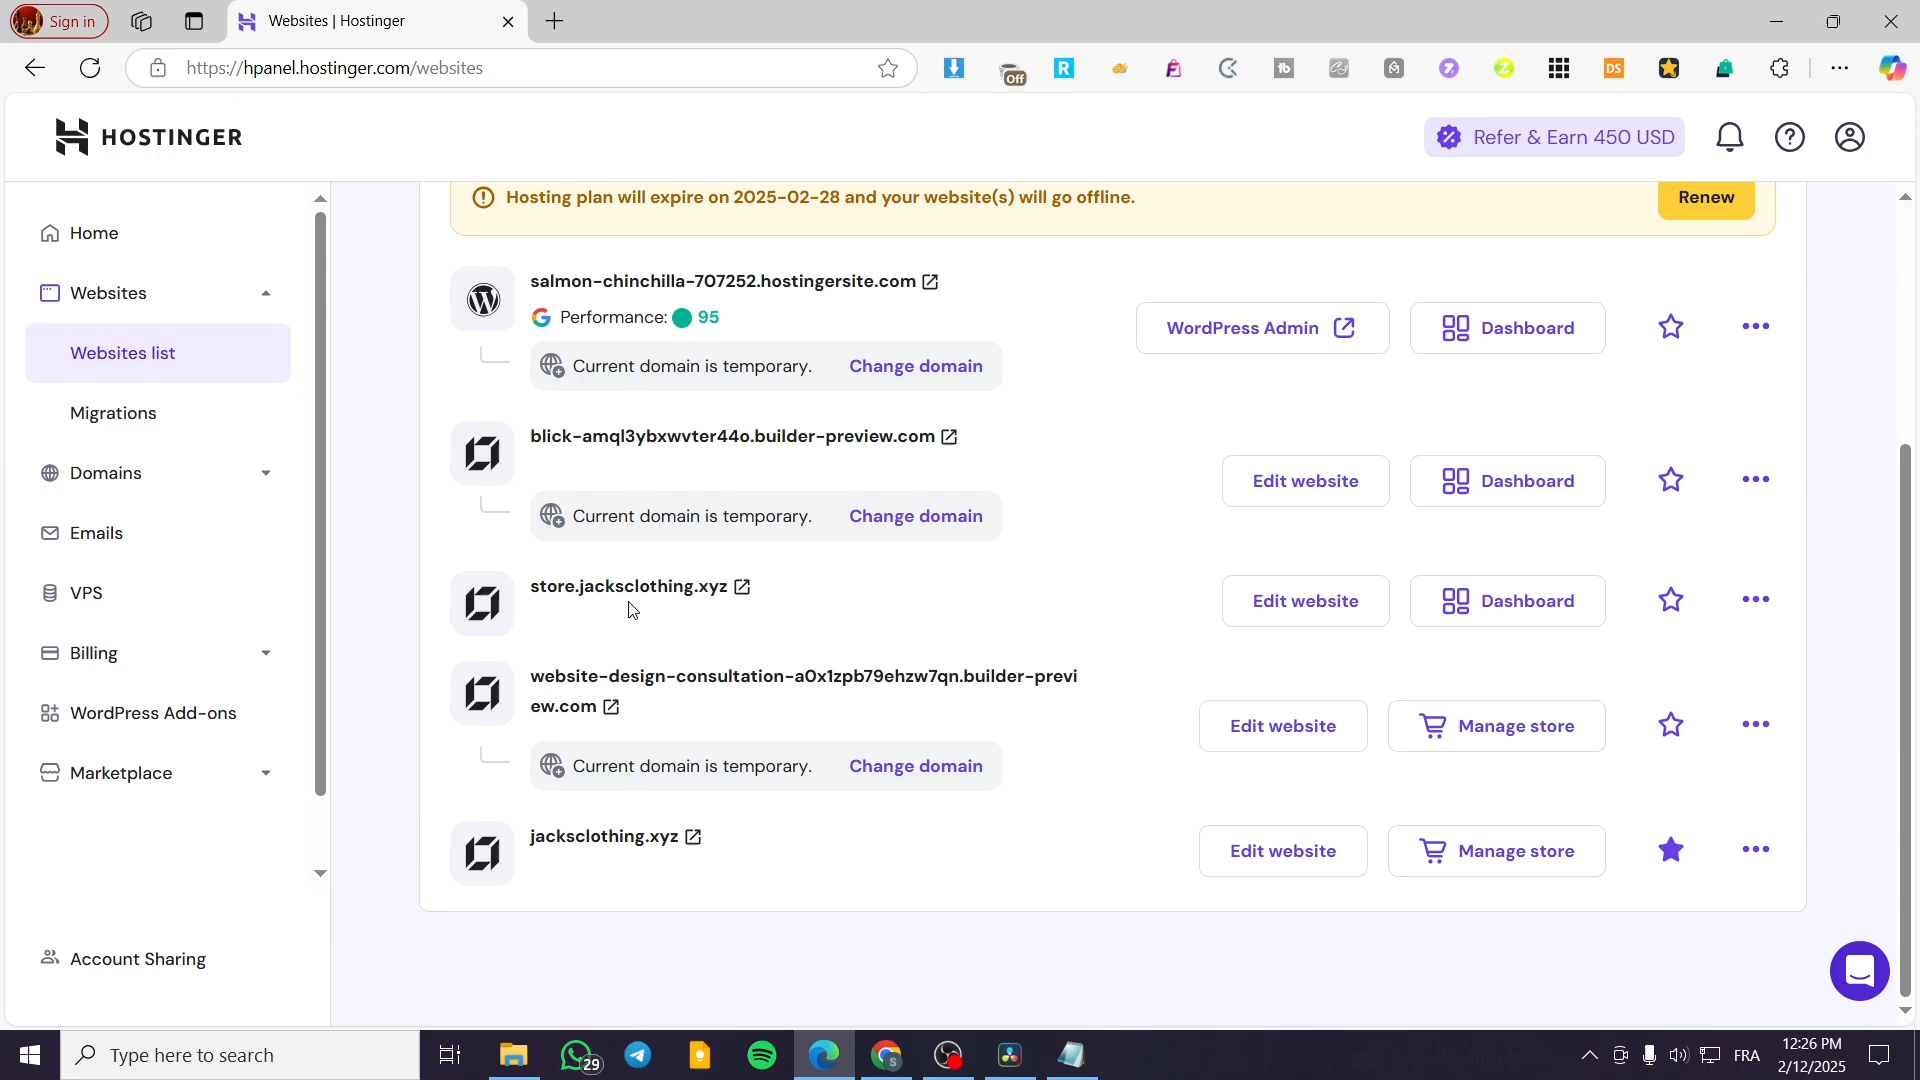 Sign in
Websites | Hostinger
https://hpanel.hostinger.com/websites
Off
R
tb
DS
HOSTINGER
Refer & Earn 450 USD
Home
Websites
Websites list
Migrations
Domains
Emails
VPS
Billing
WordPress Add-ons
Marketplace
Account Sharing
Hosting plan will expire on 2025-02-28 and your website(s) will go offline.
Renew
salmon-chinchilla-707252.hostingersite.com
Performance: 95
Current domain is temporary. Change domain
WordPress Admin
Dashboard
blick-amql3ybxwvter44o.builder-preview.com
Current domain is temporary. Change domain
Edit website
Dashboard
store.jacksclothing.xyz
Edit website
Dashboard
website-design-consultation-a0x1zpb79ehzw7qn.builder-previ
ew.com
Current domain is temporary. Change domain
Edit website
Manage store
jacksclothing.xyz
Edit website
Manage store
Type here to search
29
FRA
12:26 PM
2/12/2025